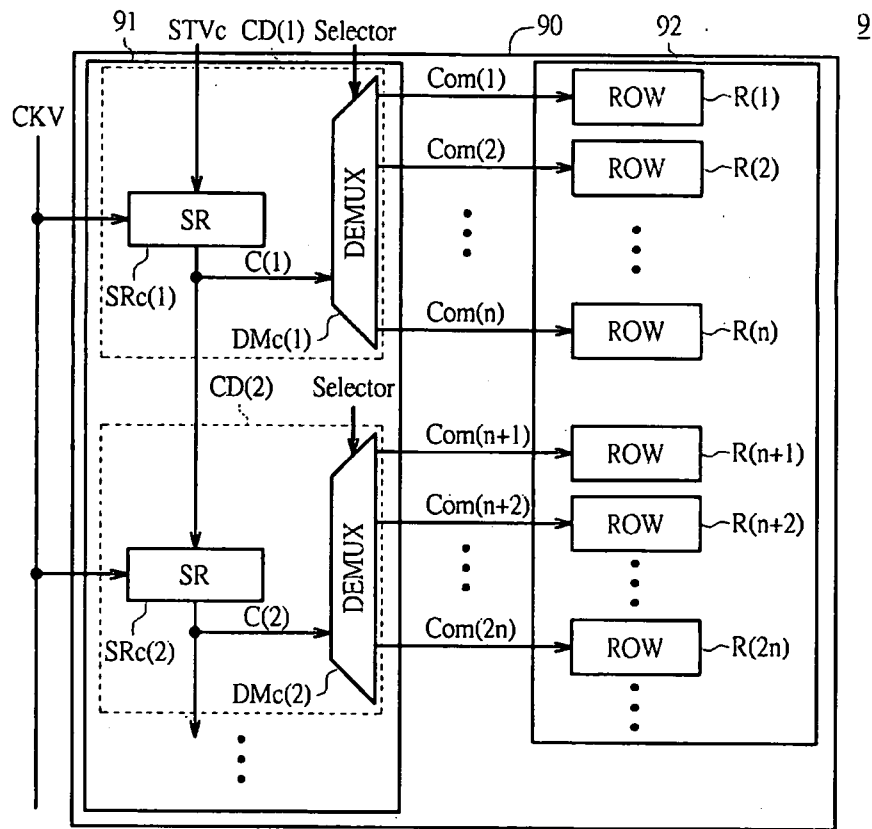 91 STVc CD(1) Selector 90 92 9
Com(1) ROW R(1)
CKV
Com(2) ROW R(2)
DEMUX
SR
C(1)
SRc(1)
Com(n) ROW R(n)
DMc(1)
CD(2) Selector
Com(n+1) ROW R(n+1)
Com(n+2) ROW R(n+2)
DEMUX
SR
C(2)
SRc(2)
Com(2n) ROW R(2n)
DMc(2)